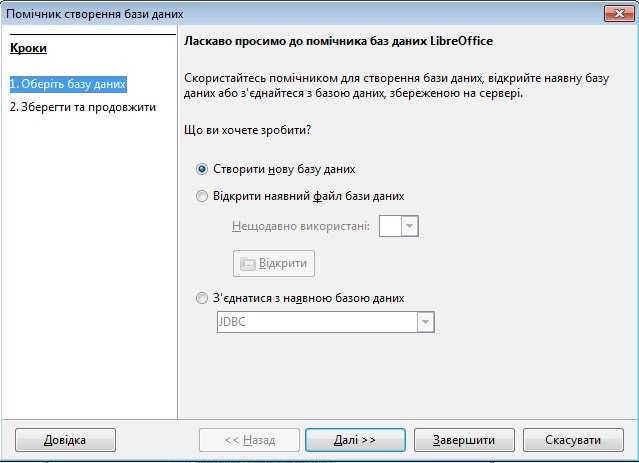 Помічник створення бази даних
Кроки
1. Оберіть базу даних
2. Зберегти та продовжити
Ласкаво просимо до помічника баз даних LibreOffice
Скористайтесь помічником для створення бази даних, відкрийте наявну базу
даних або з'єднайтеся з базою даних, збереженою на сервері.
Що ви хочете зробити?
Створити нову базу даних
Відкрити наявний файл бази даних
Нещодавно використані:
Відкрити
З'єднатися з наявною базою даних
JDBC
Довідка
<< Назад
Далі >>
Завершити
Скасувати